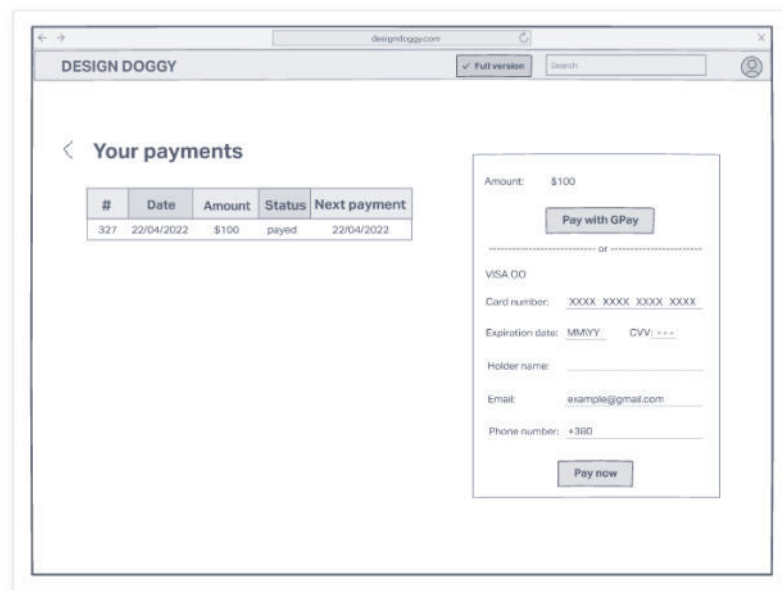 designdoggy.com
DESIGN DOGGY
✓ Full version
Search
Your payments
# Date Amount Status Next payment
327 22/04/2022 $100 payed 22/04/2022
Amount: $100
Pay with GPay
or
VISA OO
Card number: XXXX XXXX XXXX XXXX
Expiration date: MM\YY CVV: ---
Holder name:
Email: example@gmail.com
Phone number: +380
Pay now